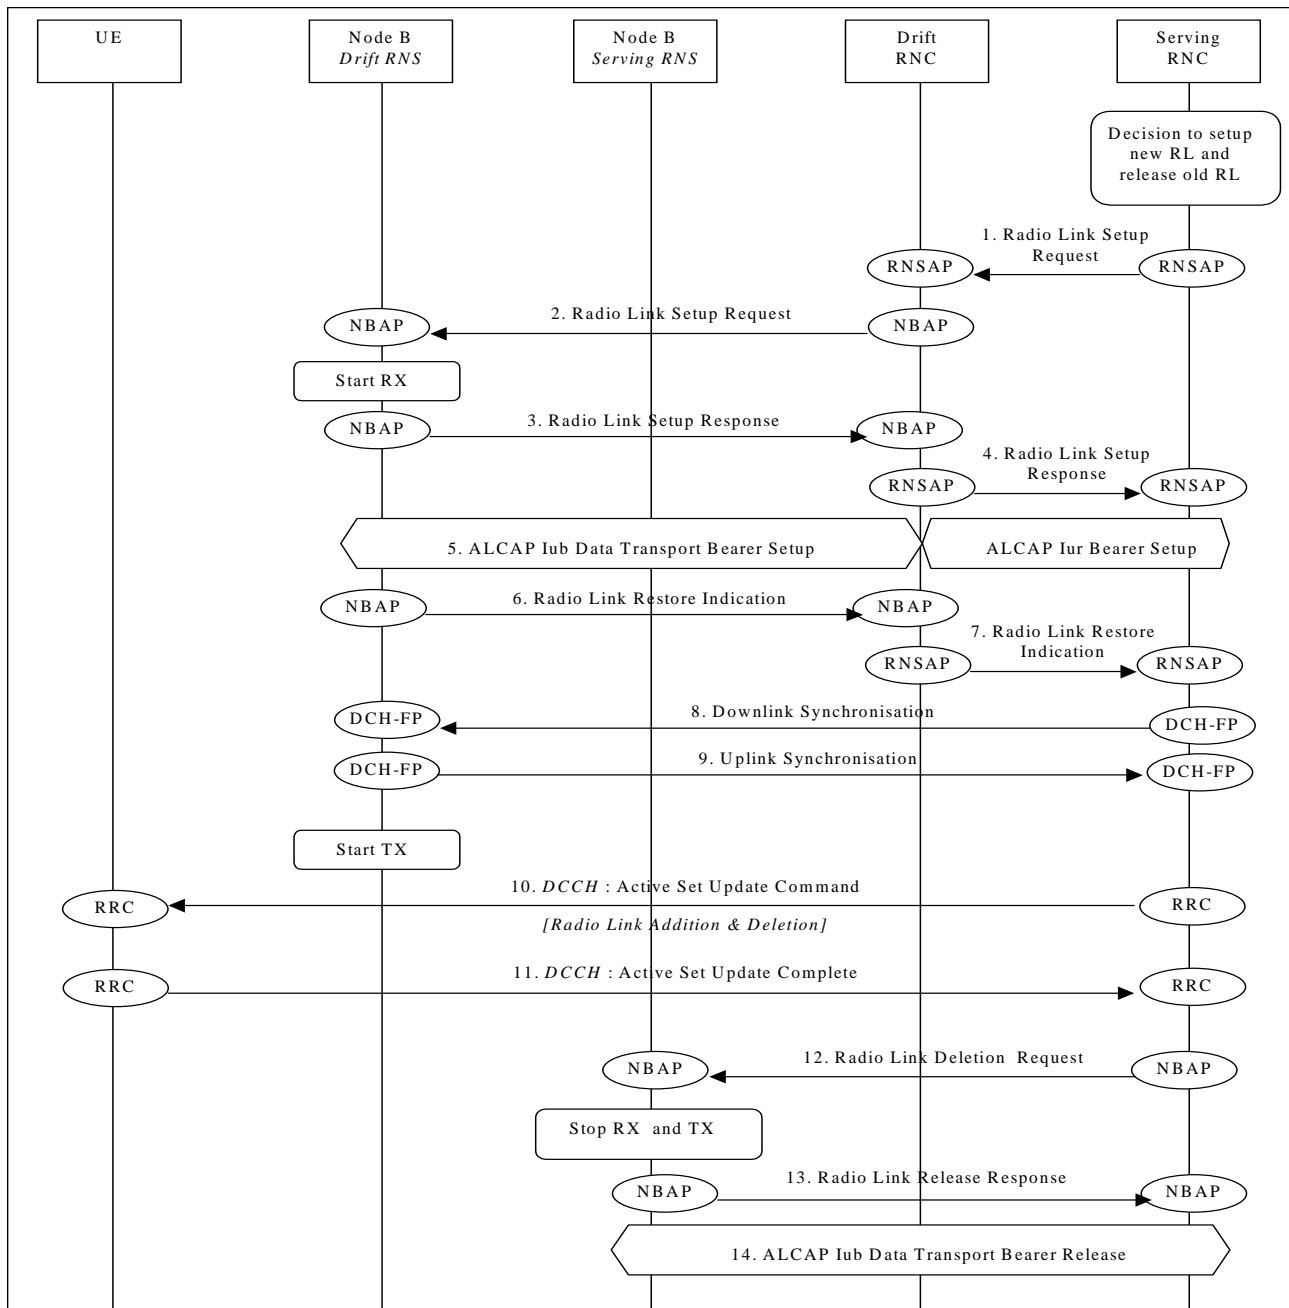 UE
Node B
Drift RNS
Node B
Serving RNS
Drift
RNC
Serving
RNC
Decision to setup
new RL and
release old RL
1. Radio Link Setup
Request
RNSAP
RNSAP
2. Radio Link Setup Request
NBAP
NBAP
Start RX
3. Radio Link Setup Response
NBAP
NBAP
4. Radio Link Setup
Response
RNSAP
RNSAP
5. ALCAP Iub Data Transport Bearer Setup
ALCAP Iur Bearer Setup
6. Radio Link Restore Indication
NBAP
NBAP
7. Radio Link Restore
Indication
RNSAP
RNSAP
8. Downlink Synchronisation
DCH-FP
DCH-FP
9. Uplink Synchronisation
DCH-FP
DCH-FP
Start TX
10. DCCH : Active Set Update Command
RRC
RRC
[Radio Link Addition & Deletion]
11. DCCH : Active Set Update Complete
RRC
RRC
12. Radio Link Deletion Request
NBAP
NBAP
Stop RX and TX
13. Radio Link Release Response
NBAP
NBAP
14. ALCAP Iub Data Transport Bearer Release